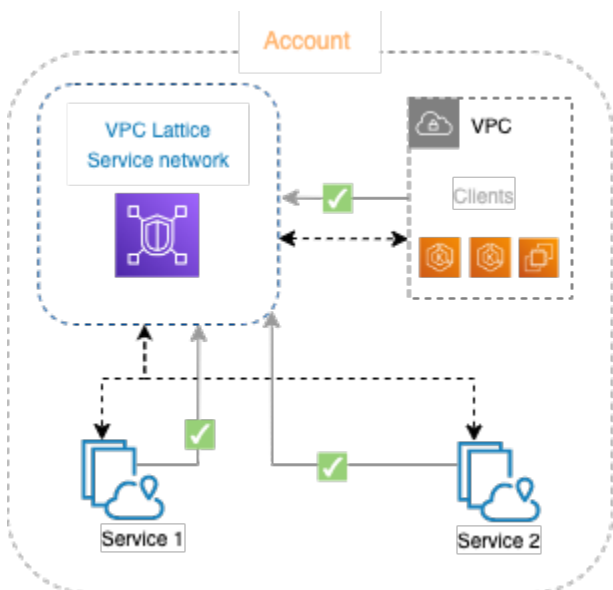 Account
VPC Lattice
Service network
VPC
Clients
Service 1
Service 2